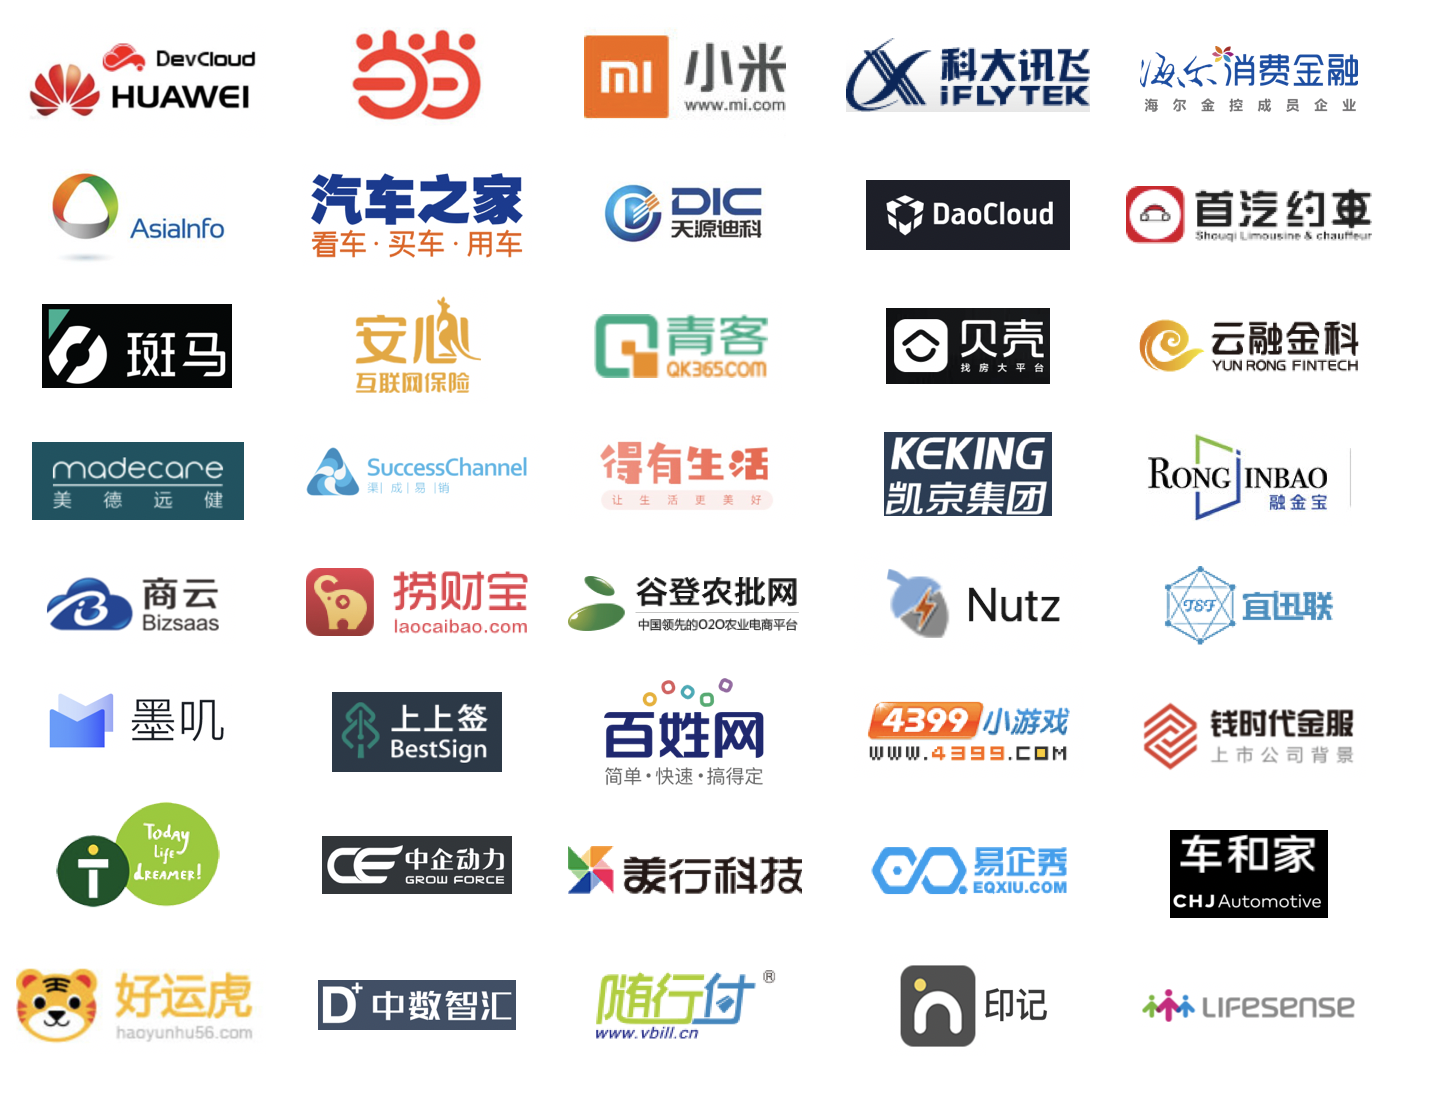 DevCloud
HUAWEI
当当
mi
小米
www.mi.com
科大讯飞
iFLYTEK
海尔消费金融
海尔金控成员企业
AsiaInfo
汽车之家
看车·买车·用车
DIC
天源迪科
DaoCloud
首汽约車
Shouqi Limousine & chauffeur
斑马
安心
互联网保险
青客
QK365.COM
贝壳
找房大平台
云融金科
YUN RONG FINTECH
madecare
美德远健
SuccessChannel
渠|成|易|销
得有生活
让生活更美好
KEKING
凯京集团
RONGJINBAO
融金宝
商云
Bizsaas
捞财宝
laocaibao.com
谷登农批网
中国领先的O2O农业电商平台
Nutz
宜迅联
墨叽
上上签
BestSign
百姓网
简单·快速·搞得定
4399小游戏
WWW.4399.COM
钱时代金服
上市公司背景
T
Today
Life
dREAMER!
CE
中企动力
GROW FORCE
美行科技
易企秀
EQXIU.COM
车和家
CHJ Automotive
好运虎
haoyunhu56.com
D+ 中数智汇
随行付®
www.vbill.cn
印记
LIFESENSE